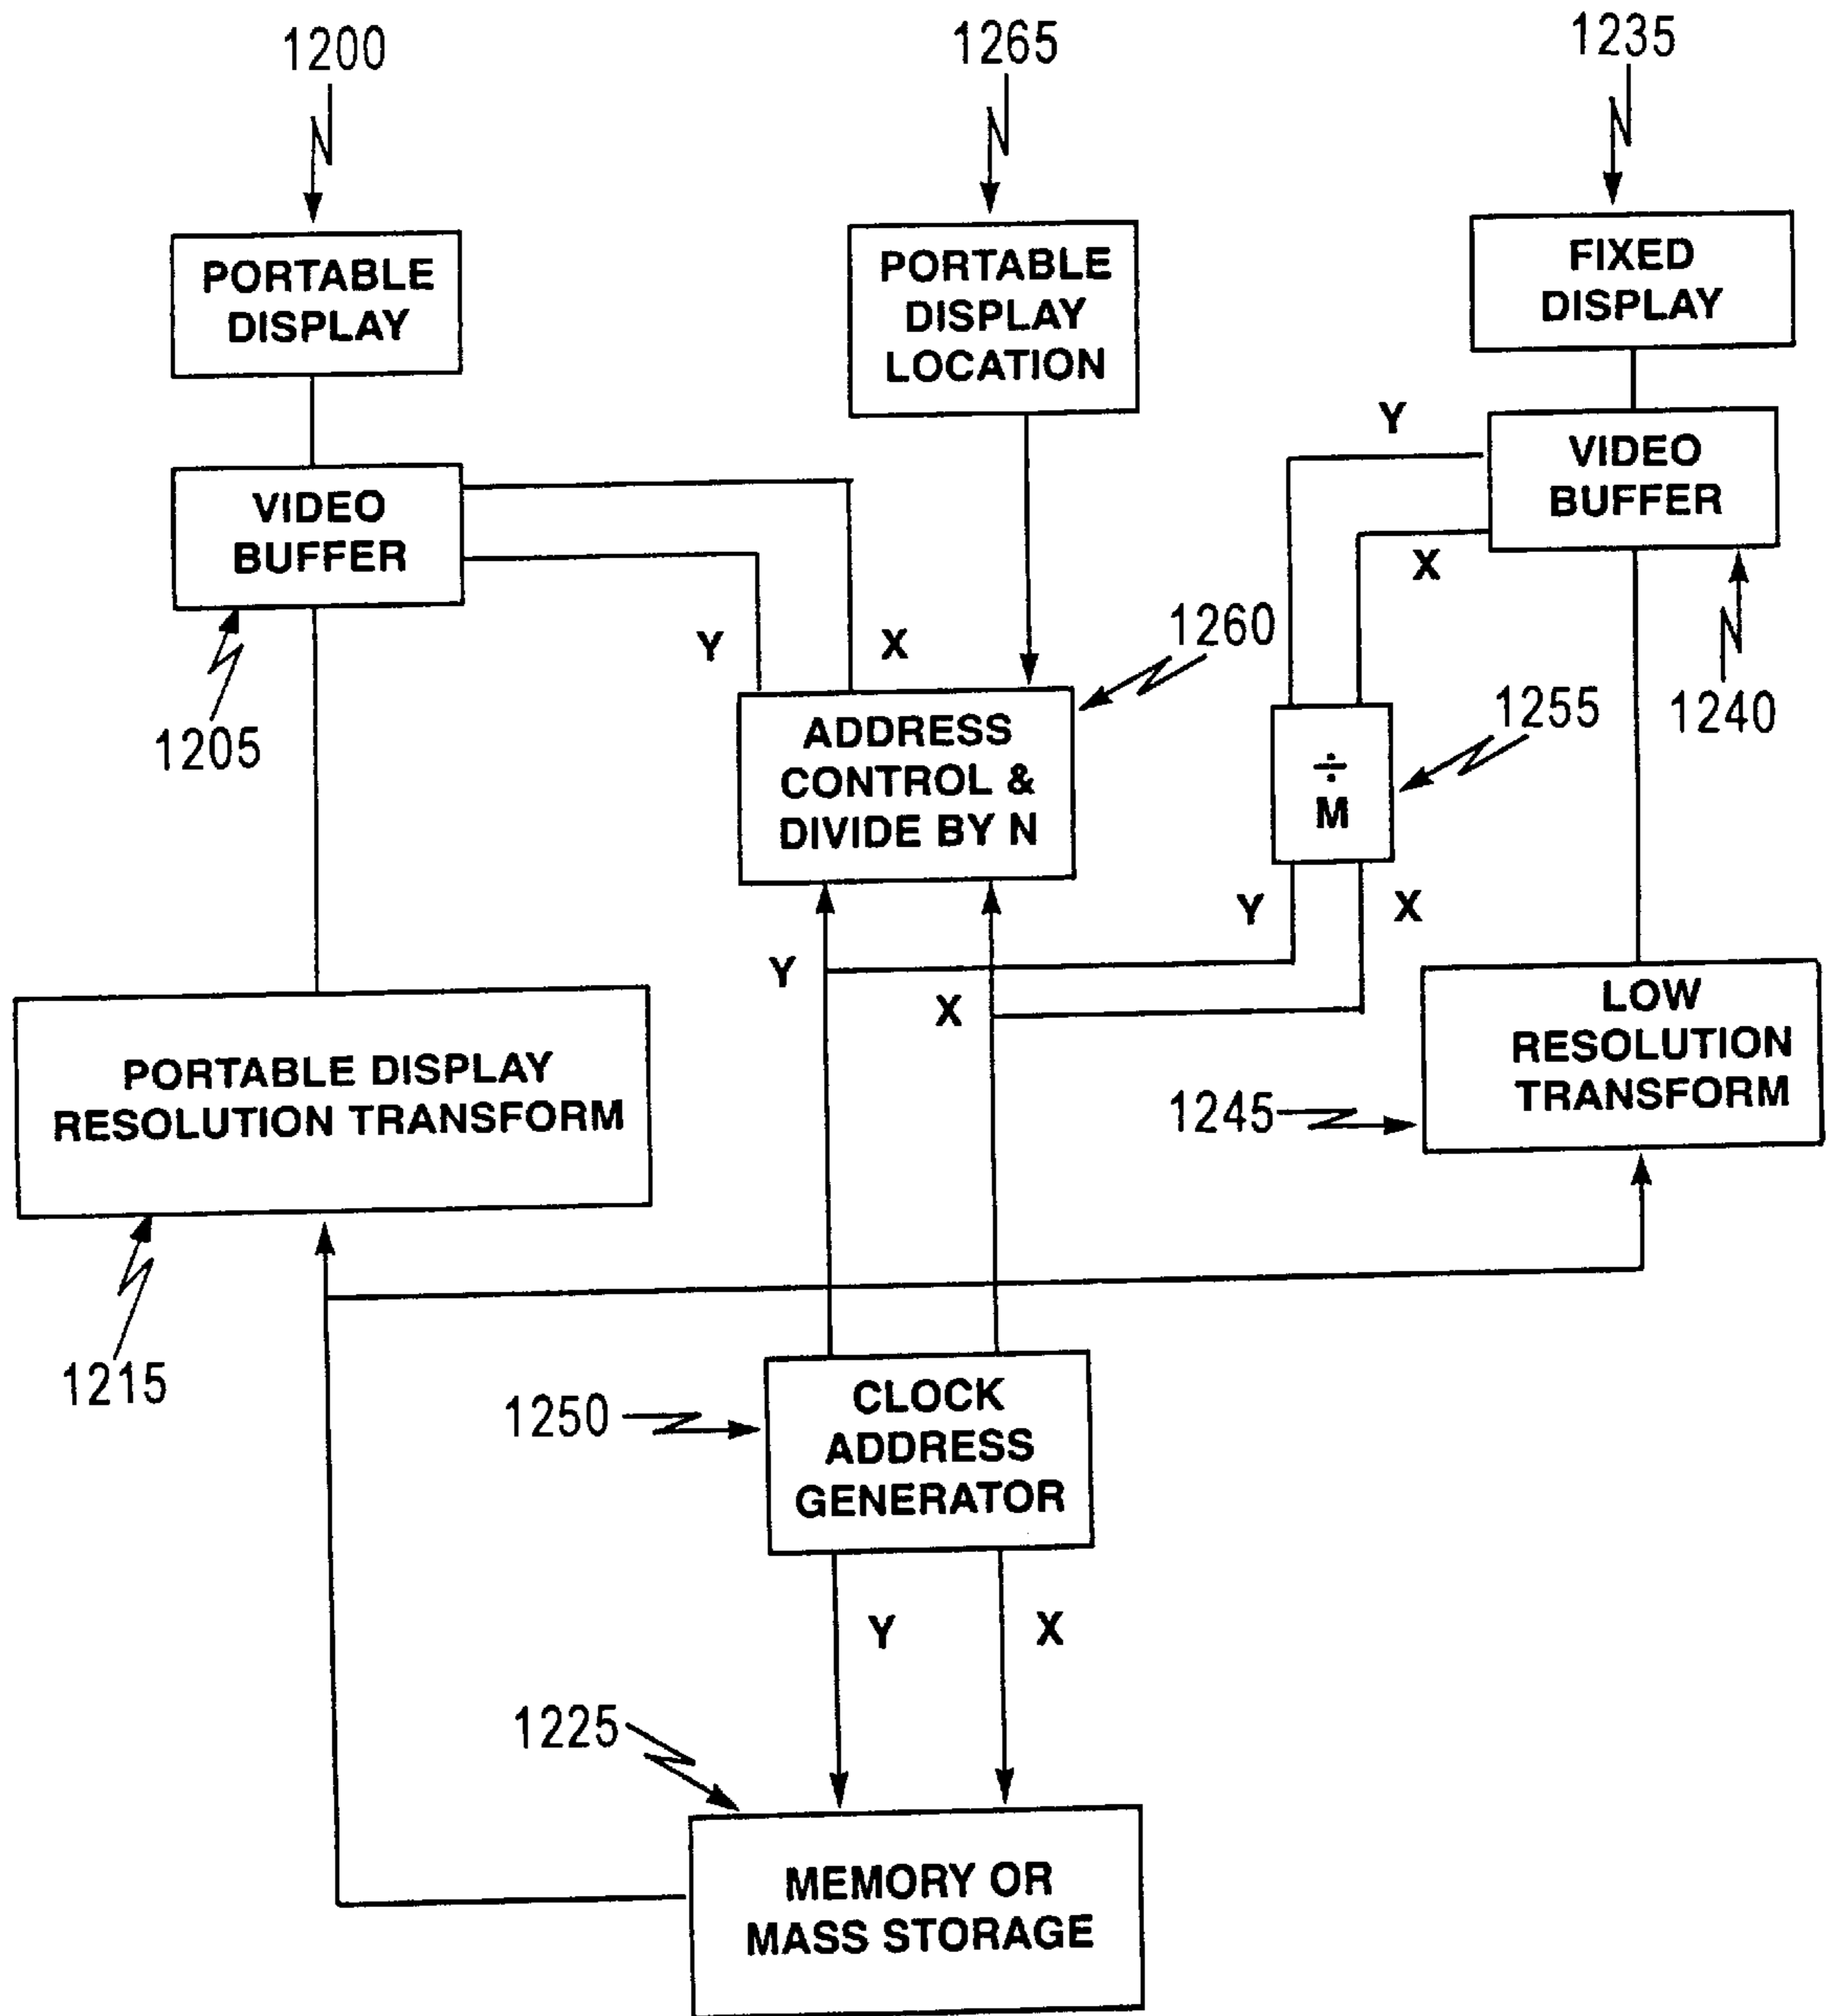 1200
1265
1235
PORTABLE
DISPLAY
PORTABLE
DISPLAY
LOCATION
FIXED
DISPLAY
VIDEO
BUFFER
Y
VIDEO
BUFFER
X
Y
X
1260
1205
1255
1240
ADDRESS
CONTROL &
DIVIDE BY N
÷
M
Y
X
Y
X
PORTABLE DISPLAY
RESOLUTION TRANSFORM
LOW
RESOLUTION
TRANSFORM
1245
1215
1250
CLOCK
ADDRESS
GENERATOR
Y
X
1225
MEMORY OR
MASS STORAGE